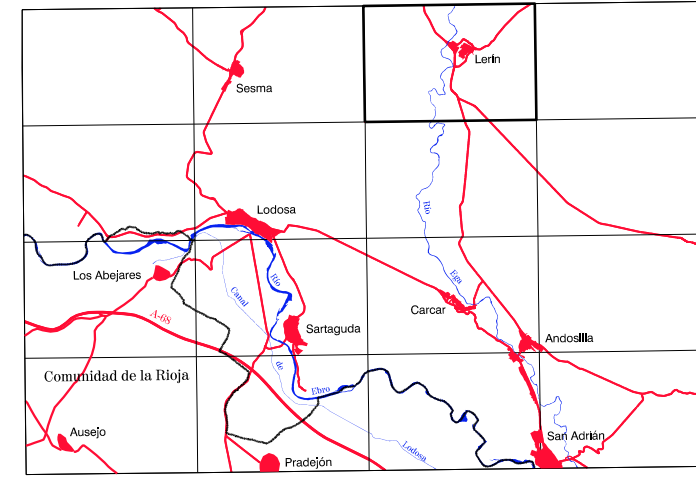 Lerín
Sesma
Lodosa
Río
Los Abejares
Río
Ega
Canal
A-68
Carcar
Sartaguda
Andosilla
de
Comunidad de la Rioja
Ebro
Ausejo
San Adrián
Lodosa
Pradejón